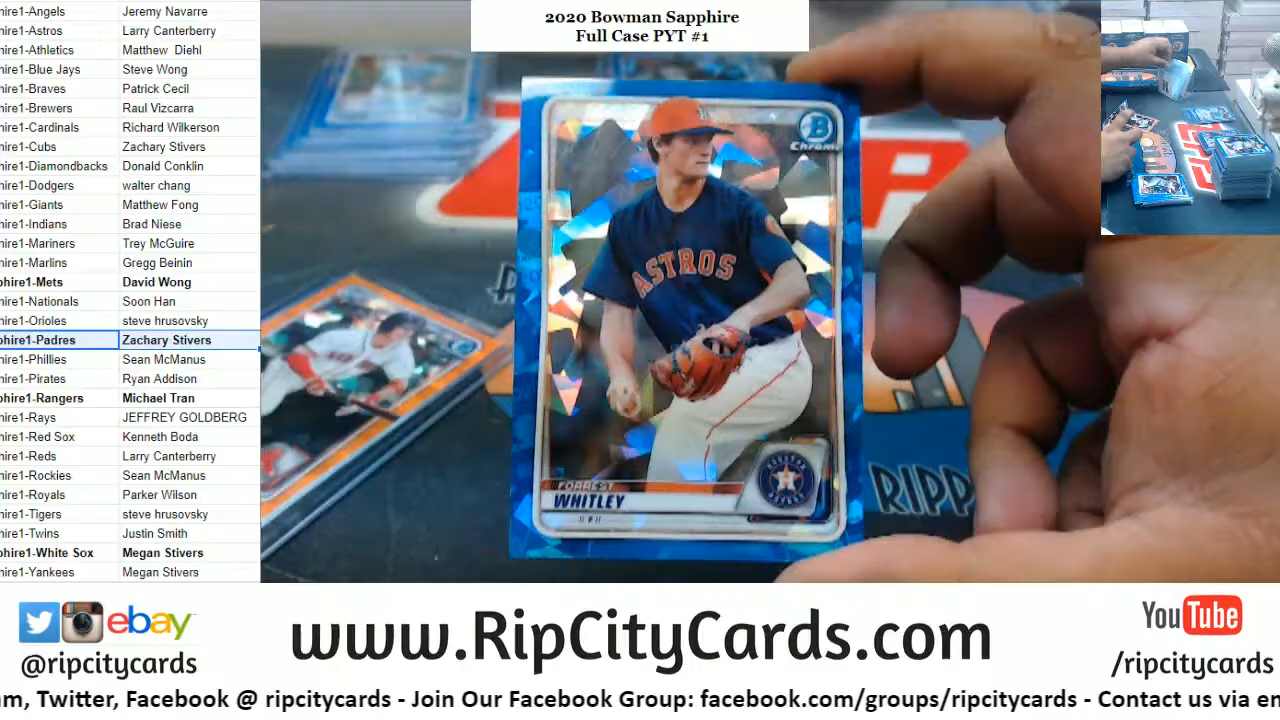 2020 Bowman Sapphire
Full Case PYT #1
hire1-Angels Jeremy Navarre
hire1-Astros Larry Canterberry
hire1-Athletics Matthew Diehl
hire1-Blue Jays Steve Wong
hire1-Braves Patrick Cecil
hire1-Brewers Raul Vizcarra
hire1-Cardinals Richard Wilkerson
hire1-Cubs Zachary Stivers
hire1-Diamondbacks Donald Conklin
hire1-Dodgers walter chang
hire1-Giants Matthew Fong
hire1-Indians Brad Niese
hire1-Mariners Trey McGuire
hire1-Marlins Gregg Beinin
phire1-Mets David Wong
hire1-Nationals Soon Han
hire1-Orioles steve hrusovsky
phire1-Padres Zachary Stivers
hire1-Phillies Sean McManus
hire1-Pirates Ryan Addison
phire1-Rangers Michael Tran
hire1-Rays JEFFREY GOLDBERG
hire1-Red Sox Kenneth Boda
hire1-Reds Larry Canterberry
hire1-Rockies Sean McManus
hire1-Royals Parker Wilson
hire1-Tigers steve hrusovsky
hire1-Twins Justin Smith
phire1-White Sox Megan Stivers
hire1-Yankees Megan Stivers
B
Chrome
ASTROS
FORREST
WHITLEY
P
HOUSTON
ASTROS
RIPP
ebay
@ripcitycards
www.RipCityCards.com
YouTube
/ripcitycards
am, Twitter, Facebook @ ripcitycards - Join Our Facebook Group: facebook.com/groups/ripcitycards - Contact us via en